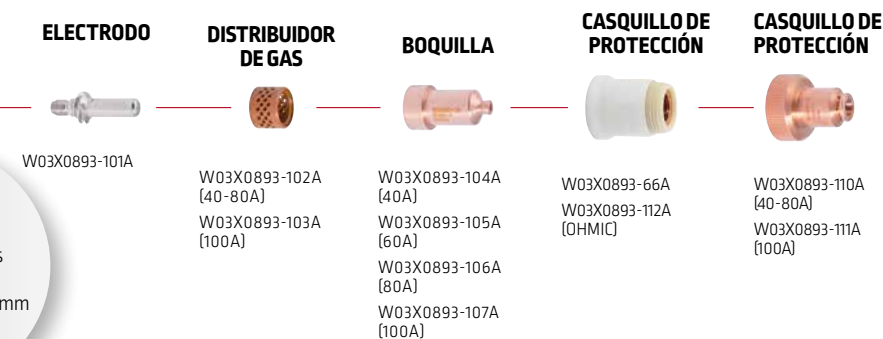 ELECTRODO
DISTRIBUIDOR
DE GAS
BOQUILLA
CASQUILLO DE
PROTECCIÓN
CASQUILLO DE
PROTECCIÓN
W03X0893-101A
W03X0893-102A
(40-80A)
W03X0893-103A
(100A)
W03X0893-104A
(40A)
W03X0893-105A
(60A)
W03X0893-106A
(80A)
W03X0893-107A
(100A)
W03X0893-66A
W03X0893-112A
(OHMIC)
W03X0893-110A
(40-80A)
W03X0893-111A
(100A)
mm